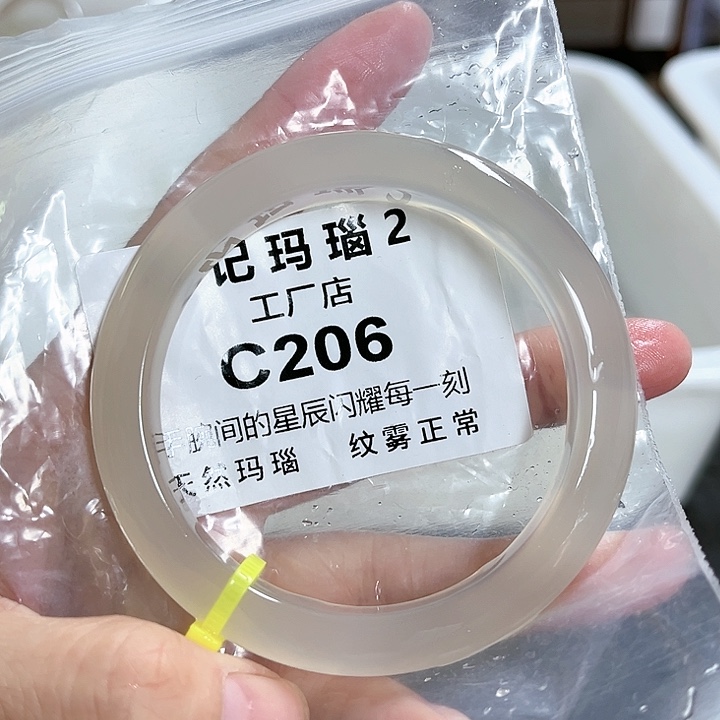 记玛瑙2
工厂店
C206
手腕间的星辰闪耀每一刻
天然玛瑙 纹雾正常